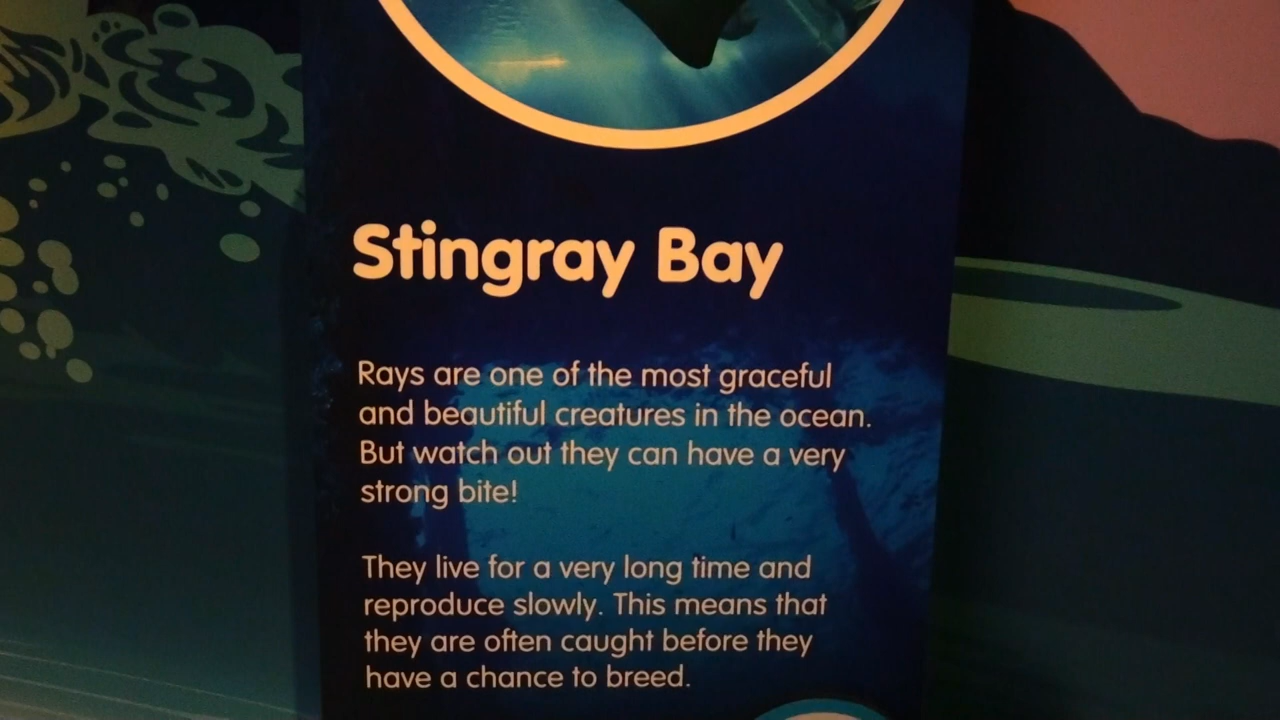 Stingray Bay
Rays are one of the most graceful
and beautiful creatures in the ocean.
But watch out they can have a very
strong bite!
They live for a very long time and
reproduce slowly. This means that
they are often caught before they
have a chance to breed.